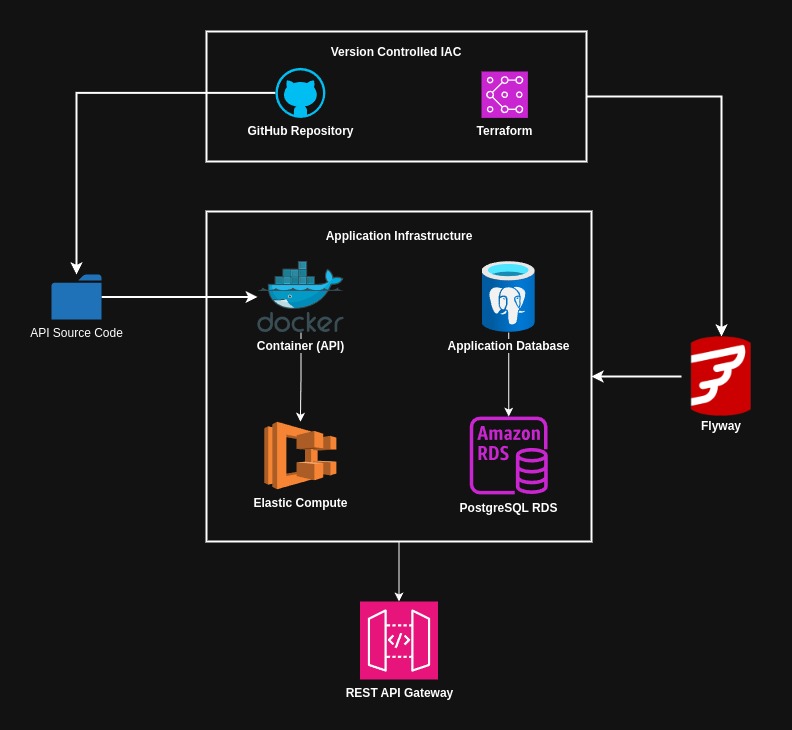 Version Controlled IAC
GitHub Repository
Terraform
Application Infrastructure
API Source Code
docker
Container (API)
Application Database
Flyway
Amazon
RDS
Elastic Compute
PostgreSQL RDS
</>
REST API Gateway